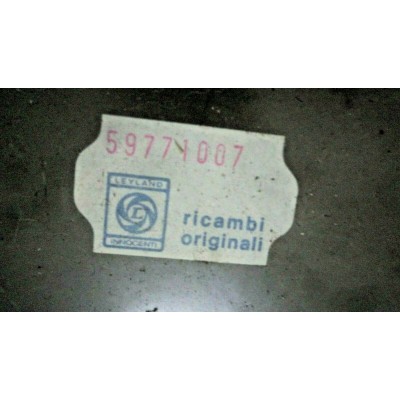 59771007
LEYLAND
L
INNOCENTI
ricambi
originali